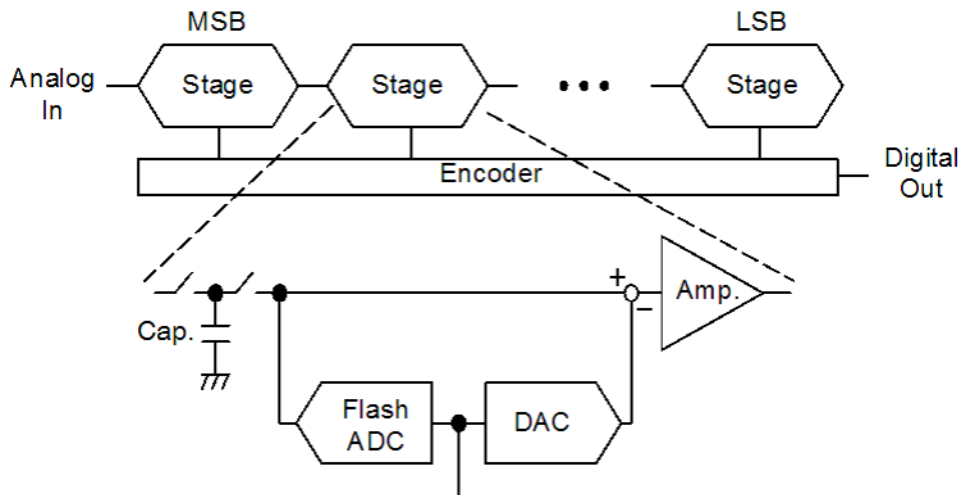 MSB
LSB
Analog
In
Stage
Stage
Stage
Encoder
Digital
Out
+
−
Amp.
Cap.
Flash
ADC
DAC